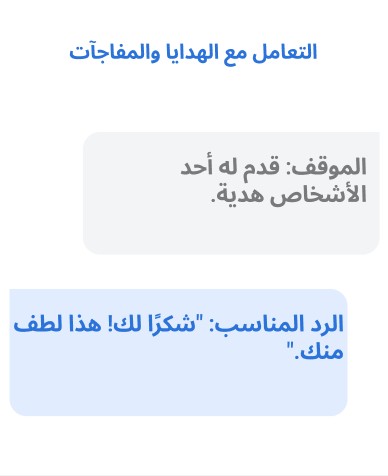 التعامل مع الهدايا والمفاجآت
الموقف: قدم له أحد
الأشخاص هدية.
الرد المناسب: "شكرًا لك! هذا لطف
منك."